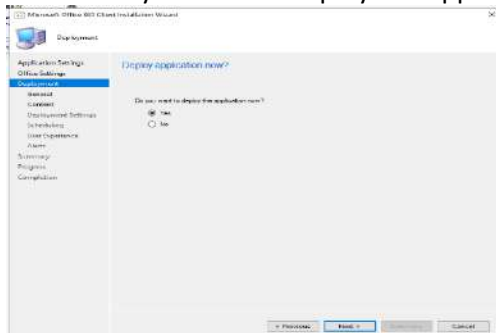 Microsoft Office 365 Client Installation Wizard
Deployment
Application Settings
Office Settings
Deployment
General
Content
Deployment Settings
Scheduling
User Experience
Alerts
Summary
Progress
Completion
Deploy application now?
Do you want to deploy the application now?
Yes
No
< Previous
Next >
Summary
Cancel